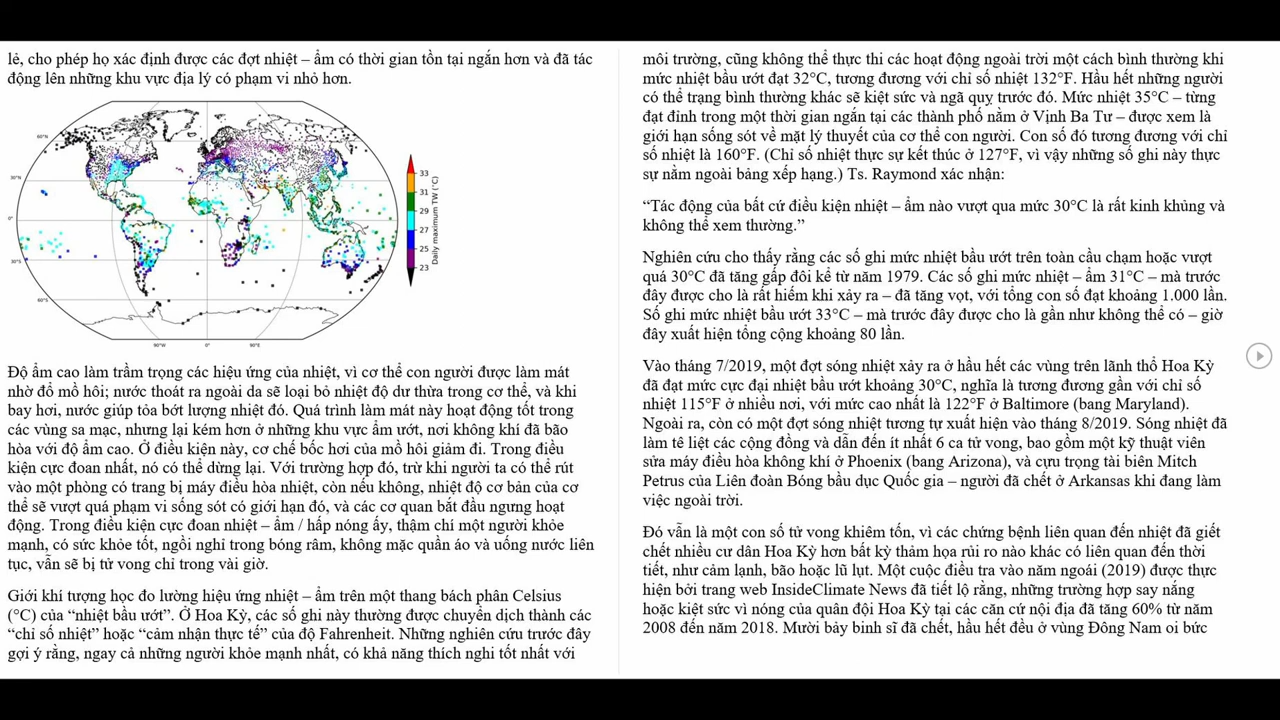 lẻ, cho phép họ xác định được các đợt nhiệt – ẩm có thời gian tồn tại ngắn hơn và đã tác
động lên những khu vực địa lý có phạm vi nhỏ hơn.
60°N
30°N
0°
30°S
60°S
90°W
0°
90°E
33
31
29
27
25
23
Daily maximum TW (°C)
Độ ẩm cao làm trầm trọng các hiệu ứng của nhiệt, vì cơ thể con người được làm mát
nhờ đổ mồ hôi; nước thoát ra ngoài da sẽ loại bỏ nhiệt độ dư thừa trong cơ thể, và khi
bay hơi, nước giúp tỏa bớt lượng nhiệt đó. Quá trình làm mát này hoạt động tốt trong
các vùng sa mạc, nhưng lại kém hơn ở những khu vực ẩm ướt, nơi không khí đã bão
hòa với độ ẩm cao. Ở điều kiện này, cơ chế bốc hơi của mồ hôi giảm đi. Trong điều
kiện cực đoan nhất, nó có thể dừng lại. Với trường hợp đó, trừ khi người ta có thể rút
vào một phòng có trang bị máy điều hòa nhiệt, còn nếu không, nhiệt độ cơ bản của cơ
thể sẽ vượt quá phạm vi sống sót có giới hạn đó, và các cơ quan bắt đầu ngưng hoạt
động. Trong điều kiện cực đoan nhiệt – ẩm / hấp nóng ấy, thậm chí một người khỏe
mạnh, có sức khỏe tốt, ngồi nghỉ trong bóng râm, không mặc quần áo và uống nước liên
tục, vẫn sẽ bị tử vong chỉ trong vài giờ.
Giới khí tượng học đo lường hiệu ứng nhiệt – ẩm trên một thang bách phân Celsius
(°C) của “nhiệt bầu ướt”. Ở Hoa Kỳ, các số ghi này thường được chuyển dịch thành các
“chỉ số nhiệt” hoặc “cảm nhận thực tế” của độ Fahrenheit. Những nghiên cứu trước đây
gợi ý rằng, ngay cả những người khỏe mạnh nhất, có khả năng thích nghi tốt nhất với
môi trường, cũng không thể thực thi các hoạt động ngoài trời một cách bình thường khi
mức nhiệt bầu ướt đạt 32°C, tương đương với chỉ số nhiệt 132°F. Hầu hết những người
có thể trạng bình thường khác sẽ kiệt sức và ngã quỵ trước đó. Mức nhiệt 35°C – từng
đạt đỉnh trong một thời gian ngắn tại các thành phố nằm ở Vịnh Ba Tư – được xem là
giới hạn sống sót về mặt lý thuyết của cơ thể con người. Con số đó tương đương với chỉ
số nhiệt là 160°F. (Chỉ số nhiệt thực sự kết thúc ở 127°F, vì vậy những số ghi này thực
sự nằm ngoài bảng xếp hạng.) Ts. Raymond xác nhận:
“Tác động của bất cứ điều kiện nhiệt – ẩm nào vượt qua mức 30°C là rất kinh khủng và
không thể xem thường.”
Nghiên cứu cho thấy rằng các số ghi mức nhiệt bầu ướt trên toàn cầu chạm hoặc vượt
quá 30°C đã tăng gấp đôi kể từ năm 1979. Các số ghi mức nhiệt – ẩm 31°C – mà trước
đây được cho là rất hiếm khi xảy ra – đã tăng vọt, với tổng con số đạt khoảng 1.000 lần.
Số ghi mức nhiệt bầu ướt 33°C – mà trước đây được cho là gần như không thể có – giờ
đây xuất hiện tổng cộng khoảng 80 lần.
Vào tháng 7/2019, một đợt sóng nhiệt xảy ra ở hầu hết các vùng trên lãnh thổ Hoa Kỳ
đã đạt mức cực đại nhiệt bầu ướt khoảng 30°C, nghĩa là tương đương gần với chỉ số
nhiệt 115°F ở nhiều nơi, với mức cao nhất là 122°F ở Baltimore (bang Maryland).
Ngoài ra, còn có một đợt sóng nhiệt tương tự xuất hiện vào tháng 8/2019. Sóng nhiệt đã
làm tê liệt các cộng đồng và dẫn đến ít nhất 6 ca tử vong, bao gồm một kỹ thuật viên
sửa máy điều hòa không khí ở Phoenix (bang Arizona), và cựu trọng tài biên Mitch
Petrus của Liên đoàn Bóng bầu dục Quốc gia – người đã chết ở Arkansas khi đang làm
việc ngoài trời.
Đó vẫn là một con số tử vong khiêm tốn, vì các chứng bệnh liên quan đến nhiệt đã giết
chết nhiều cư dân Hoa Kỳ hơn bất kỳ thảm họa rủi ro nào khác có liên quan đến thời
tiết, như cảm lạnh, bão hoặc lũ lụt. Một cuộc điều tra vào năm ngoái (2019) được thực
hiện bởi trang web InsideClimate News đã tiết lộ rằng, những trường hợp say nắng
hoặc kiệt sức vì nóng của quân đội Hoa Kỳ tại các căn cứ nội địa đã tăng 60% từ năm
2008 đến năm 2018. Mười bảy binh sĩ đã chết, hầu hết đều ở vùng Đông Nam oi bức